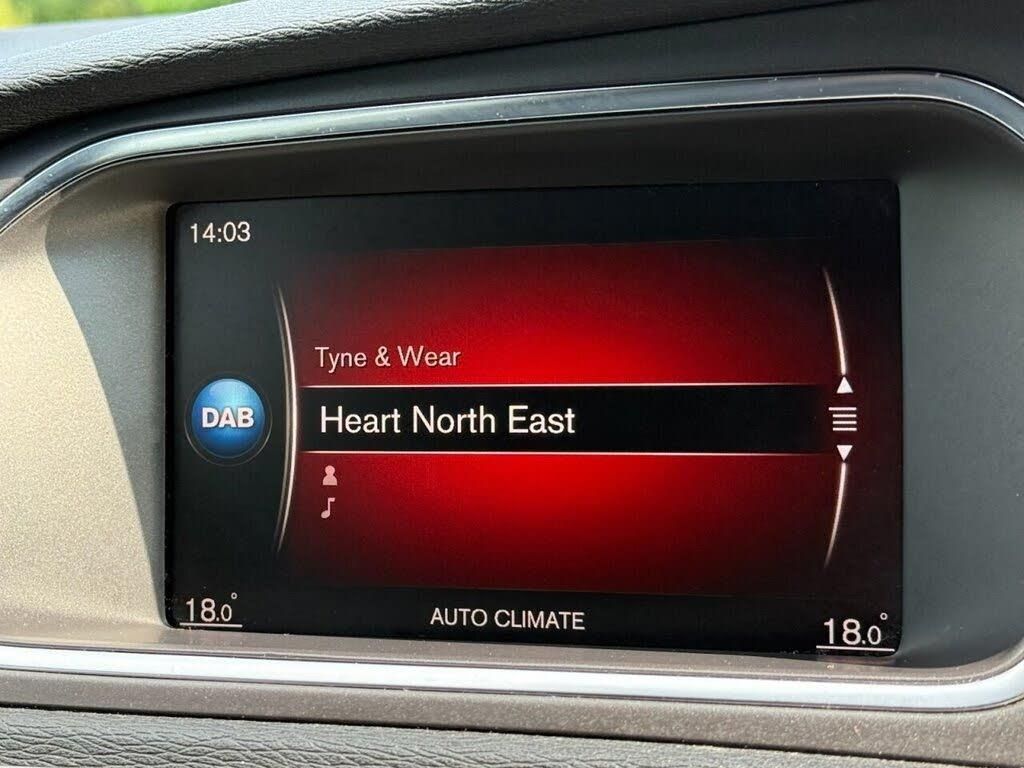 14:03
Tyne & Wear
DAB
Heart North East
18.0°
AUTO CLIMATE
18.0°